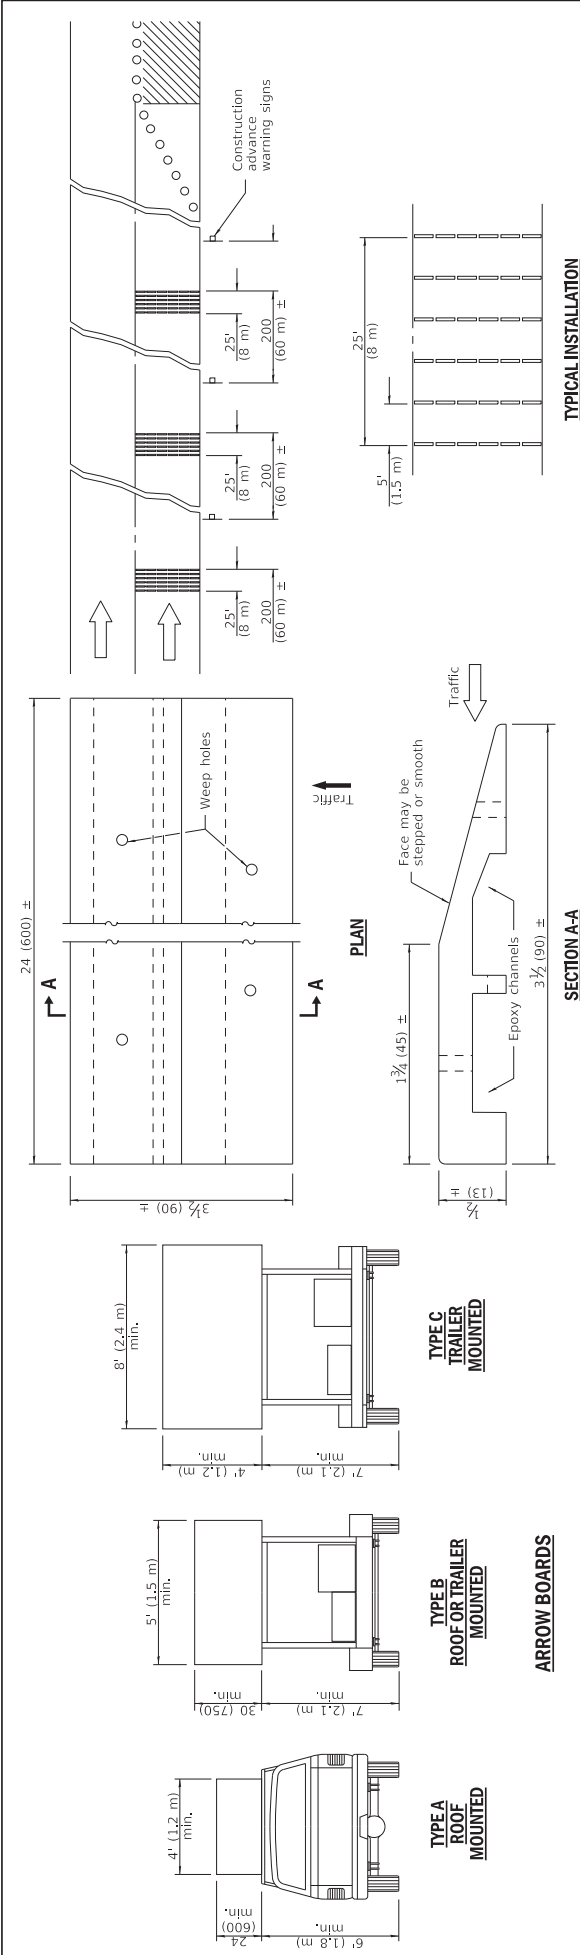 4' (1.2 m)
min.
24
(600)
min.
6' (1.8 m)
min.
TYPE A
ROOF
MOUNTED
5' (1.5 m)
min.
30 (750)
min.
7' (2.1 m)
min.
TYPE B
ROOF OR TRAILER
MOUNTED
8' (2.4 m)
min.
4' (1.2 m)
min.
7' (2.1 m)
min.
TYPE C
TRAILER
MOUNTED
ARROW BOARDS
24 (600) ±
A
A
3½ (90) ±
Weep holes
Traffic
PLAN
1¾ (45) ±
½
(13) ±
Face may be
stepped or smooth
Traffic
Epoxy channels
3½ (90) ±
SECTION A-A
25'
(8 m)
200
(60 m) ±
25'
(8 m)
200
(60 m) ±
25'
(8 m)
200
(60 m) ±
Construction
advance
warning signs
25'
(8 m)
5'
(1.5 m)
TYPICAL INSTALLATION